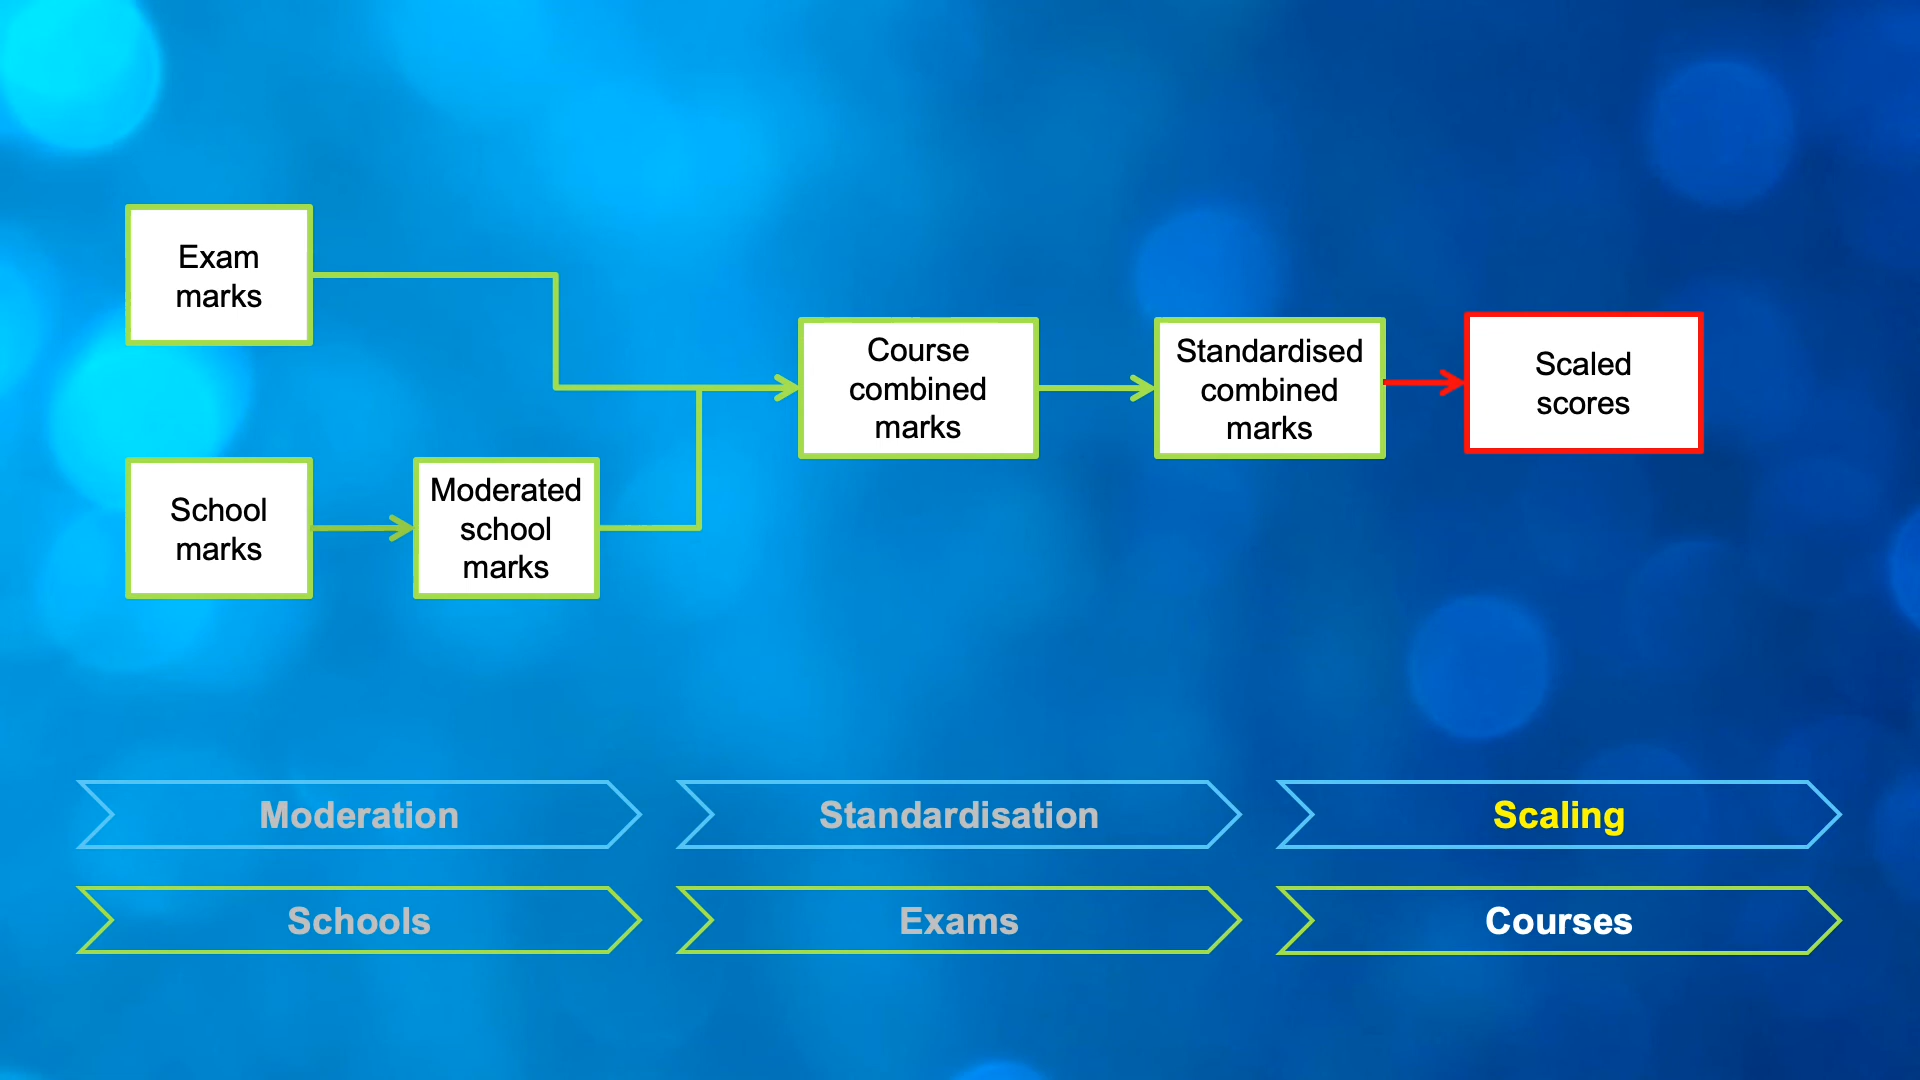 Exam
marks
School
marks
Moderated
school
marks
Course
combined
marks
Standardised
combined
marks
Scaled
scores
Moderation
Standardisation
Scaling
Schools
Exams
Courses